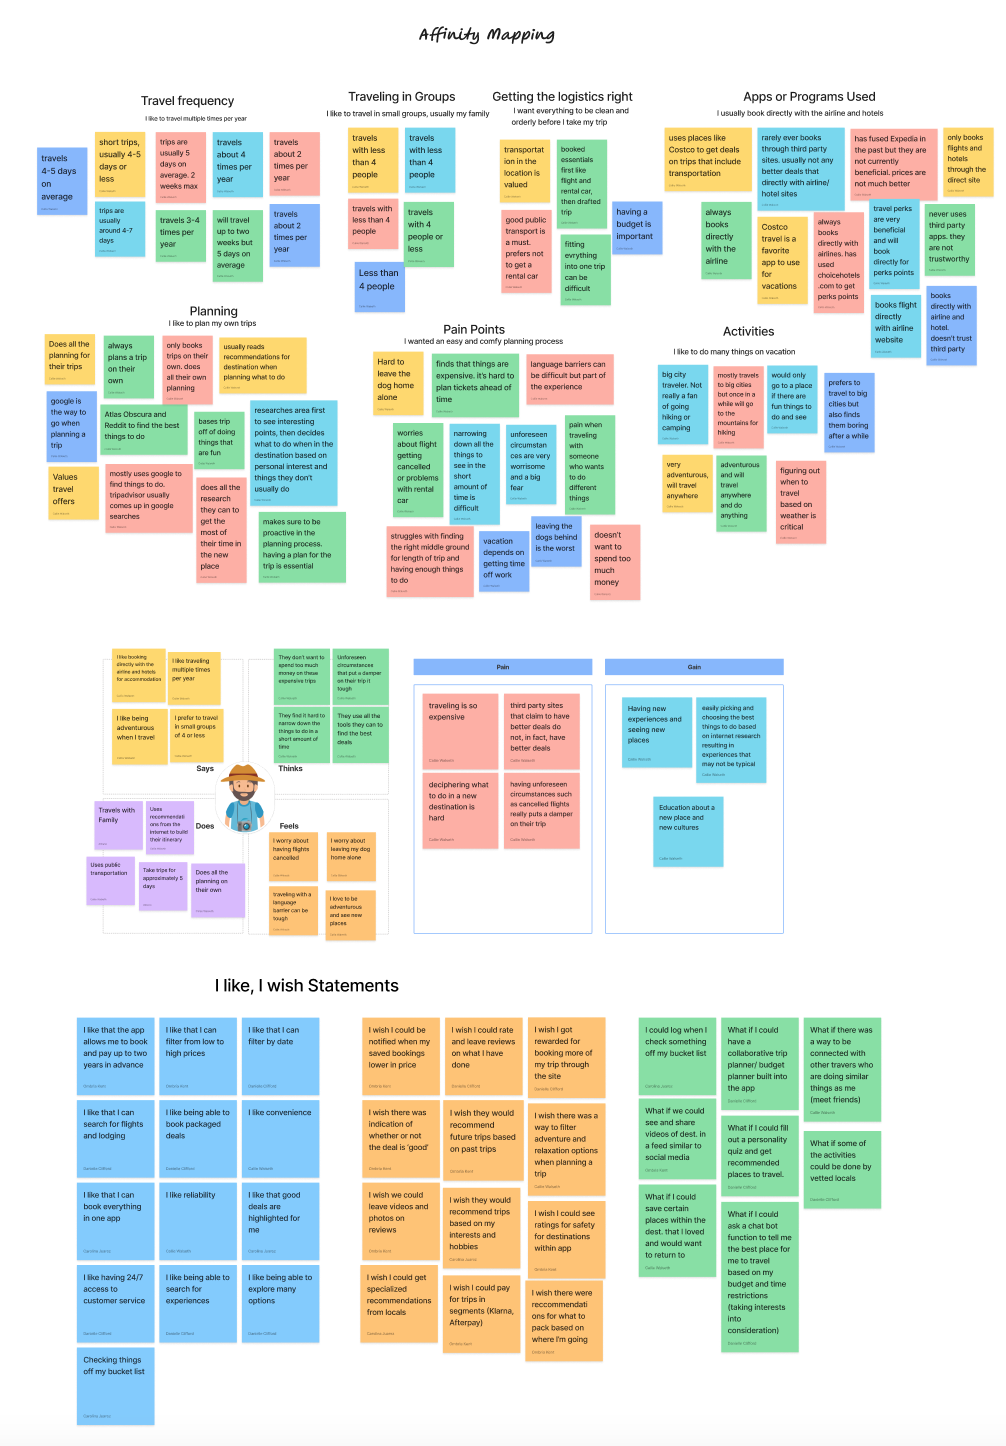 Affinity Mapping
Travel frequency
I like to travel multiple times per year
travels
4-5 days
on
average
short trips,
usually 4-5
days or
less
trips are
usually 5
days on
average. 2
weeks max
travels
about 4
times per
year
travels
about 2
times per
year
trips are
usually
around 4-7
days
travels 3-4
times per
year
will travel
up to two
weeks but
5 days on
average
travels
about 2
times per
year
Traveling in Groups
I like to travel in small groups, usually my family
travels
with less
than 4
people
travels
with less
than 4
people
travels with
less than 4
people
travels
with 4
people or
less
Less than
4 people
Getting the logistics right
I want everything to be clean and
orderly before I take my trip
transportat
ion in the
location is
valued
booked
essentials
first like
flight and
rental car,
then drafted
trip
good public
transport is
a must.
prefers not
to get a
rental car
fitting
evrything
into one trip
can be
difficult
having a
budget is
important
Apps or Programs Used
I usually book directly with the airline and hotels
uses places like
Costco to get deals
on trips that include
transportation
rarely ever books
through third party
sites. usually not any
better deals that
directly with airline/
hotel sites
has fused Expedia in
the past but they are
not currently
beneficial. prices are
not much better
only books
flights and
hotels
through the
direct site
always
books
directly
with the
airline
Costco
travel is a
favorite
app to use
for
vacations
always
books
directly with
airlines. has
used
choicehotels
.com to get
perks points
travel perks
are very
beneficial
and will
book
directly for
perks points
never uses
third party
apps. they
are not
trustworthy
books flight
directly
with airline
website
books
directly with
airline and
hotel.
doesn't trust
third party
Planning
I like to plan my own trips
Does all the
planning for
their trips
always
plans a trip
on their
own
only books
trips on their
own. does
all their own
planning
usually reads
recommendations for
destination when
planning what to do
google is
the way to
go when
planning a
trip
Atlas Obscura and
Reddit to find the best
things to do
bases trip
off of doing
things that
are fun
researches area first
to see interesting
points, then decides
what to do when in the
destination based on
personal interest and
things they don't
usually do
Values
travel
offers
mostly uses google to
find things to do.
tripadvisor usually
comes up in google
searches
does all the
research
they can to
get the
most of
their time in
the new
place
makes sure to be
proactive in the
planning process.
having a plan for the
trip is essential
Pain Points
I wanted an easy and comfy planning process
Hard to
leave the
dog home
alone
finds that things are
expensive. it's hard to
plan tickets ahead of
time
language barriers can
be difficult but part of
the experience
worries
about flight
getting
cancelled
or problems
with rental
car
narrowing
down all the
things to
see in the
short
amount of
time is
difficult
unforeseen
circumstan
ces are very
worrisome
and a big
fear
pain when
traveling
with
someone
who wants
to do
different
things
struggles with finding
the right middle ground
for length of trip and
having enough things
to do
vacation
depends on
getting time
off work
leaving the
dogs behind
is the worst
doesn't
want to
spend too
much
money
Activities
I like to do many things on vacation
big city
traveler. Not
really a fan
of going
hiking or
camping
mostly travels
to big cities
but once in a
while will go
to the
mountains for
hiking
would only
go to a place
if there are
fun things to
do and see
prefers to
travel to big
cities but
also finds
them boring
after a while
very
adventurous,
will travel
anywhere
adventurous
and will
travel
anywhere
and do
anything
figuring out
when to
travel
based on
weather is
critical
I like booking
directly with the
airline and hotels
for accommodation
I like traveling
multiple times
per year
I like being
adventurous
when I travel
I prefer to travel
in small groups
of 4 or less
Says
They don't want to
spend too much
money on these
expensive trips
Unforeseen
circumstances
that put a damper
on their trip it
tough
They find it hard to
narrow down the
things to do in a
short amount of
time
They use all the
tools they can to
find the best
deals
Thinks
Travels with
Family
Uses
recommendati
ons from the
internet to build
their itinerary
Does
Uses public
transportation
Take trips for
approximately 5
days
Does all the
planning on
their own
Feels
I worry about
having flights
cancelled
I worry about
leaving my dog
home alone
traveling with a
language
barrier can be
tough
I love to be
adventurous
and see new
places
Pain
traveling is so
expensive
third party sites
that claim to have
better deals do
not, in fact, have
better deals
deciphering what
to do in a new
destination is
hard
having unforeseen
circumstances such
as cancelled flights
really puts a damper
on their trip
Gain
Having new
experiences and
seeing new
places
easily picking and
choosing the best
things to do based
on internet research
resulting in
experiences that
may not be typical
Education about a
new place and
new cultures
I like, I wish Statements
I like that the app
allows me to book
and pay up to two
years in advance
I like that I can
filter from low to
high prices
I like that I can
filter by date
I like that I can
search for flights
and lodging
I like being able to
book packaged
deals
I like convenience
I like that I can
book everything
in one app
I like reliability
I like that good
deals are
highlighted for
me
I like having 24/7
access to
customer service
I like being able to
search for
experiences
I like being able to
explore many
options
Checking things
off my bucket list
I wish I could be
notified when my
saved bookings
lower in price
I wish I could rate
and leave reviews
on what I have
done
I wish I got
rewarded for
booking more of
my trip through
the site
I wish there was
indication of
whether or not
the deal is 'good'
I wish they would
recommend
future trips based
on past trips
I wish there was a
way to filter
adventure and
relaxation options
when planning a
trip
I wish we could
leave videos and
photos on
reviews
I wish they would
recommend trips
based on my
interests and
hobbies
I wish I could see
ratings for safety
for destinations
within app
I wish I could get
specialized
recommendations
from locals
I wish I could pay
for trips in
segments (Klarna,
Afterpay)
I wish there were
reccommendati
ons for what to
pack based on
where I'm going
I could log when I
check something
off my bucket list
What if I could
have a
collaborative trip
planner/ budget
planner built into
the app
What if there was
a way to be
connected with
other travers who
are doing similar
things as me
(meet friends)
What if we could
see and share
videos of dest. in
a feed similar to
social media
What if I could fill
out a personality
quiz and get
recommended
places to travel.
What if some of
the activities
could be done by
vetted locals
What if I could
save certain
places within the
dest. that I loved
and would want
to return to
What if I could
ask a chat bot
function to tell me
the best place for
me to travel
based on my
budget and time
restrictions
(taking interests
into
consideration)